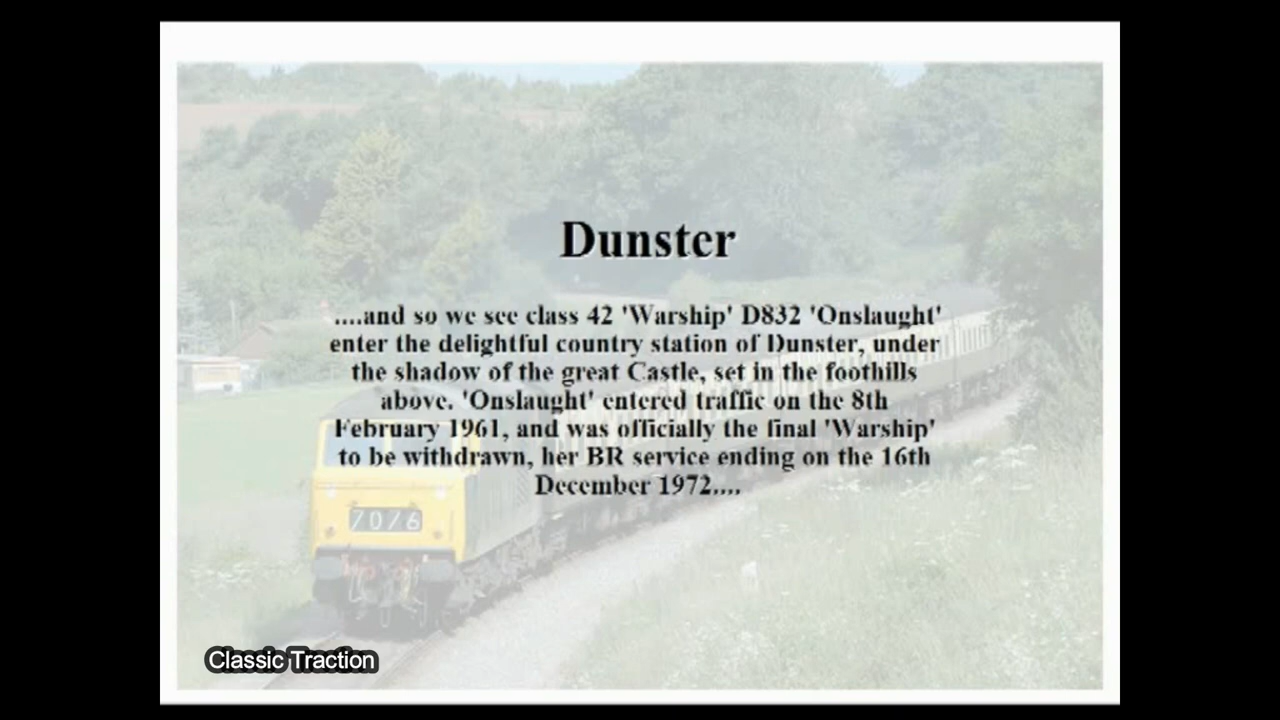 Dunster
....and so we see class 42 'Warship' D832 'Onslaught'
enter the delightful country station of Dunster, under
the shadow of the great Castle, set in the foothills
above. 'Onslaught' entered traffic on the 8th
February 1961, and was officially the final 'Warship'
to be withdrawn, her BR service ending on the 16th
December 1972....
7076
Classic Traction